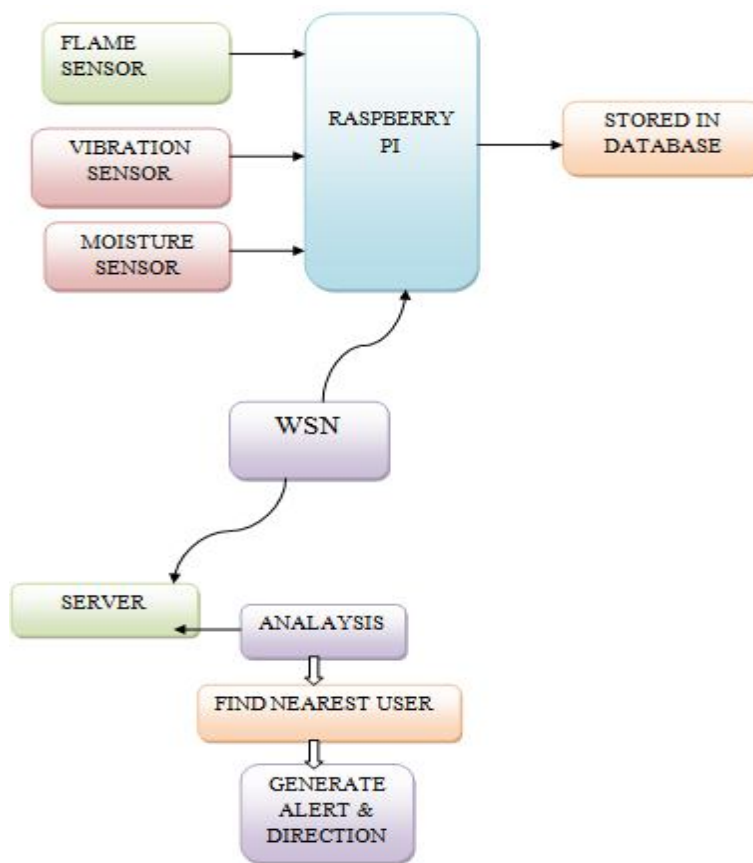 FLAME
SENSOR
VIBRATION
SENSOR
MOISTURE
SENSOR
RASPBERRY
PI
STORED IN
DATABASE
WSN
SERVER
ANALAYSIS
FIND NEAREST USER
GENERATE
ALERT &
DIRECTION